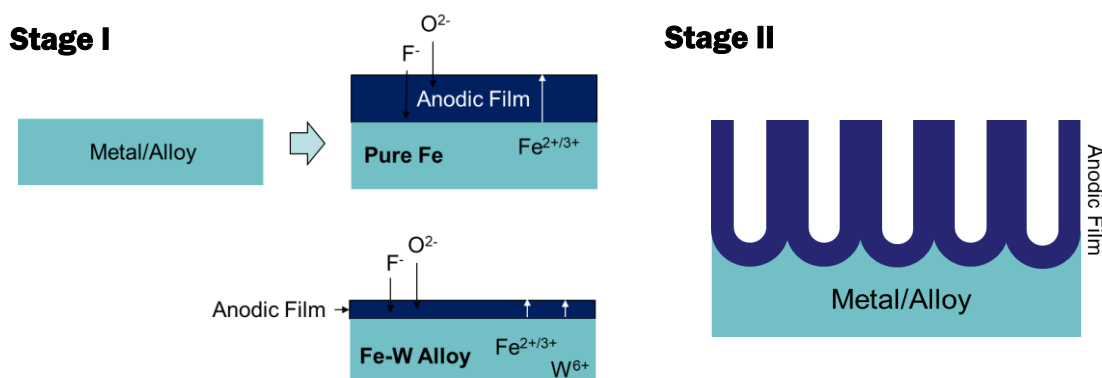 Stage I
Metal/Alloy
O2-
F-
Anodic Film
Pure Fe
Fe2+/3+
O2-
F-
Anodic Film
Fe-W Alloy
Fe2+/3+
W6+
Stage II
Anodic Film
Metal/Alloy